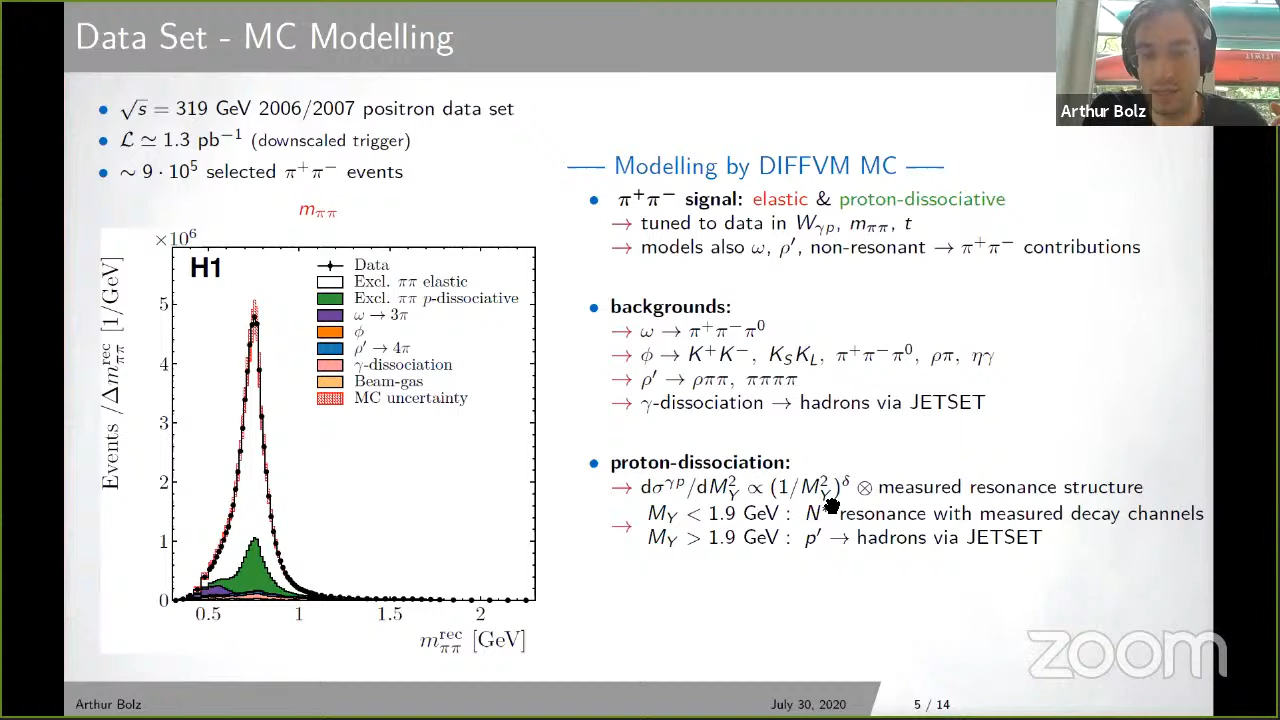 Data Set - MC Modelling
Arthur Bolz
• √s = 319 GeV 2006/2007 positron data set
• ℒ ≃ 1.3 pb⁻¹ (downscaled trigger)
• ∼ 9 · 10⁵ selected π⁺π⁻ events
m_ππ
×10⁶
H1
Data
Excl. ππ elastic
Excl. ππ p-dissociative
ω → 3π
ϕ
ρ′ → 4π
γ-dissociation
Beam-gas
MC uncertainty
Events /Δm_ππ^rec [1/GeV]
5
4
3
2
1
0
0.5 1 1.5 2
m_ππ^rec [GeV]
Modelling by DIFFVM MC
• π⁺π⁻ signal: elastic & proton-dissociative
→ tuned to data in W_γp, m_ππ, t
→ models also ω, ρ′, non-resonant → π⁺π⁻ contributions
• backgrounds:
→ ω → π⁺π⁻π⁰
→ ϕ → K⁺K⁻, K_S K_L, π⁺π⁻π⁰, ρπ, ηγ
→ ρ′ → ρππ, ππππ
→ γ-dissociation → hadrons via JETSET
• proton-dissociation:
→ dσ^γp/dM_Y² ∝ (1/M_Y²)^δ ⊗ measured resonance structure
→ M_Y < 1.9 GeV : N resonance with measured decay channels
M_Y > 1.9 GeV : p′ → hadrons via JETSET
zoom
Arthur Bolz
July 30, 2020
5 / 14